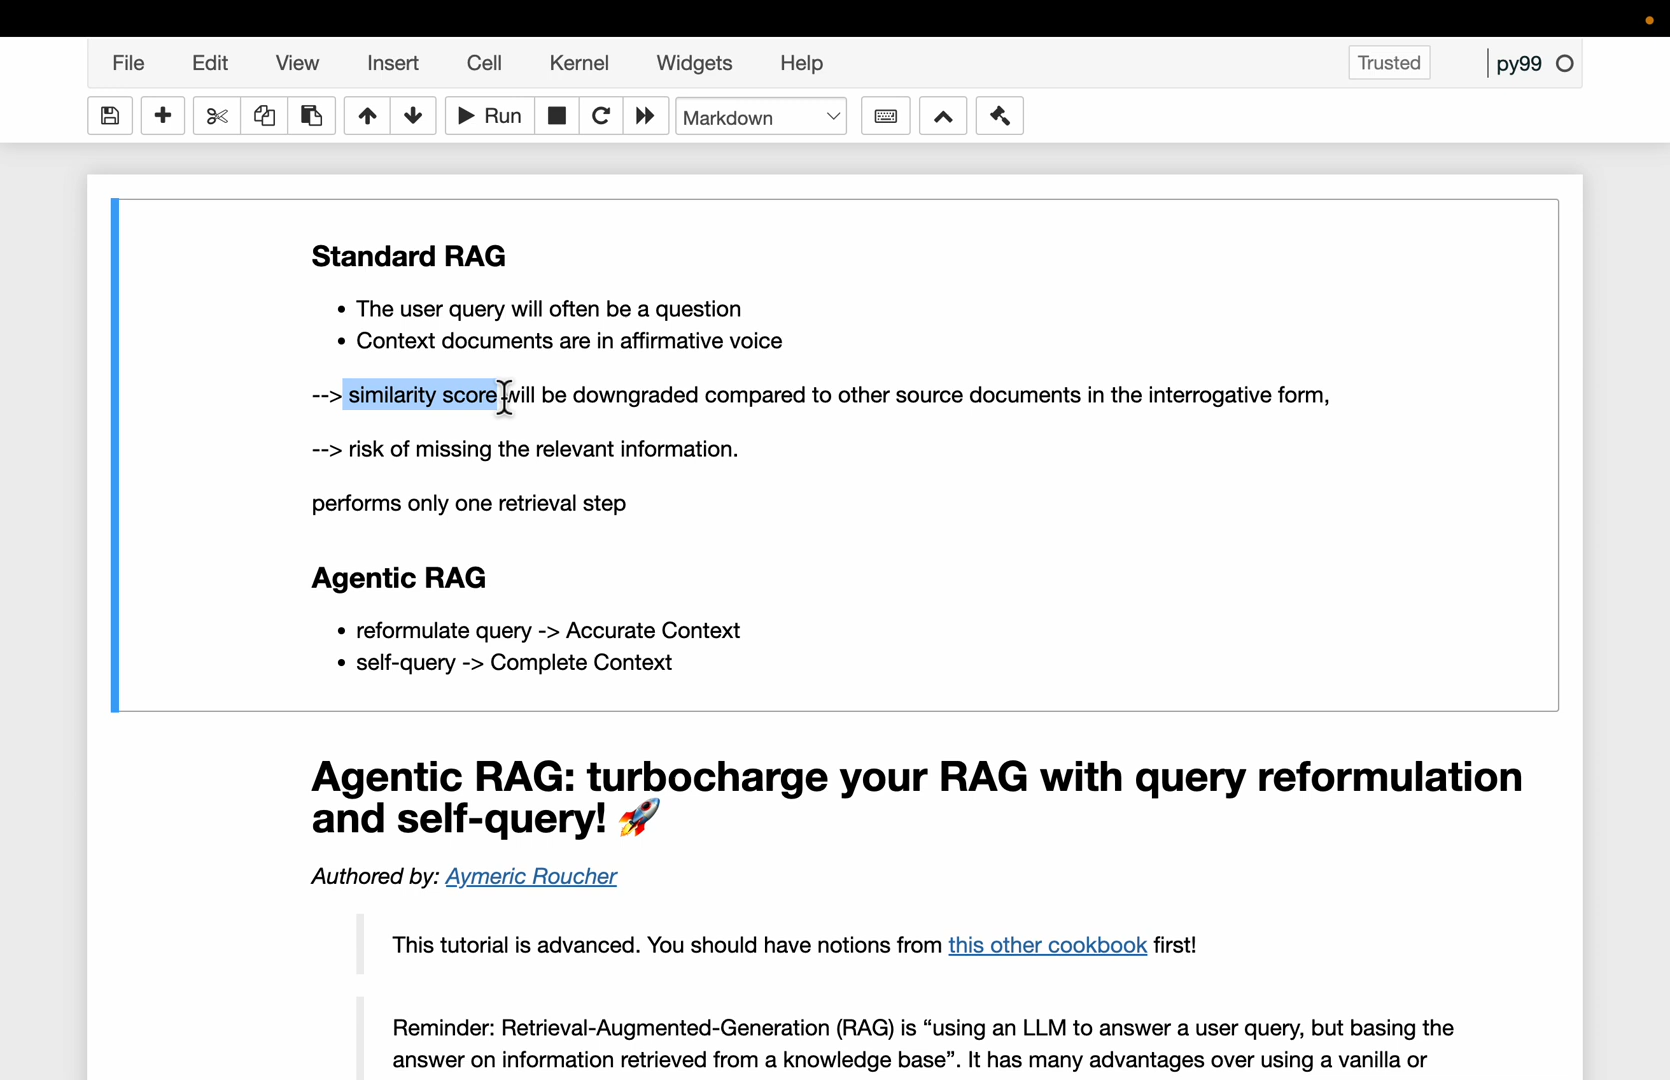 File Edit View Insert Cell Kernel Widgets Help Trusted py99
Run Markdown
Standard RAG
• The user query will often be a question
• Context documents are in affirmative voice
--> similarity score will be downgraded compared to other source documents in the interrogative form,
--> risk of missing the relevant information.
performs only one retrieval step
Agentic RAG
• reformulate query -> Accurate Context
• self-query -> Complete Context
Agentic RAG: turbocharge your RAG with query reformulation
and self-query! 🚀
Authored by: Aymeric Roucher
This tutorial is advanced. You should have notions from this other cookbook first!
Reminder: Retrieval-Augmented-Generation (RAG) is “using an LLM to answer a user query, but basing the
answer on information retrieved from a knowledge base”. It has many advantages over using a vanilla or